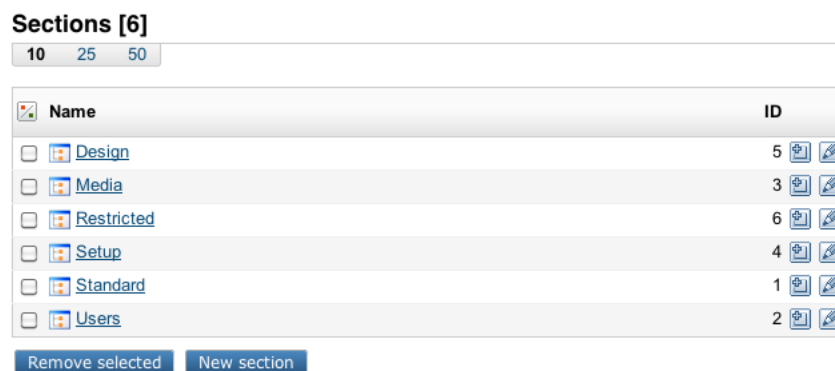 Sections [6]
10 25 50
Name ID
Design 5
Media 3
Restricted 6
Setup 4
Standard 1
Users 2
Remove selected New section